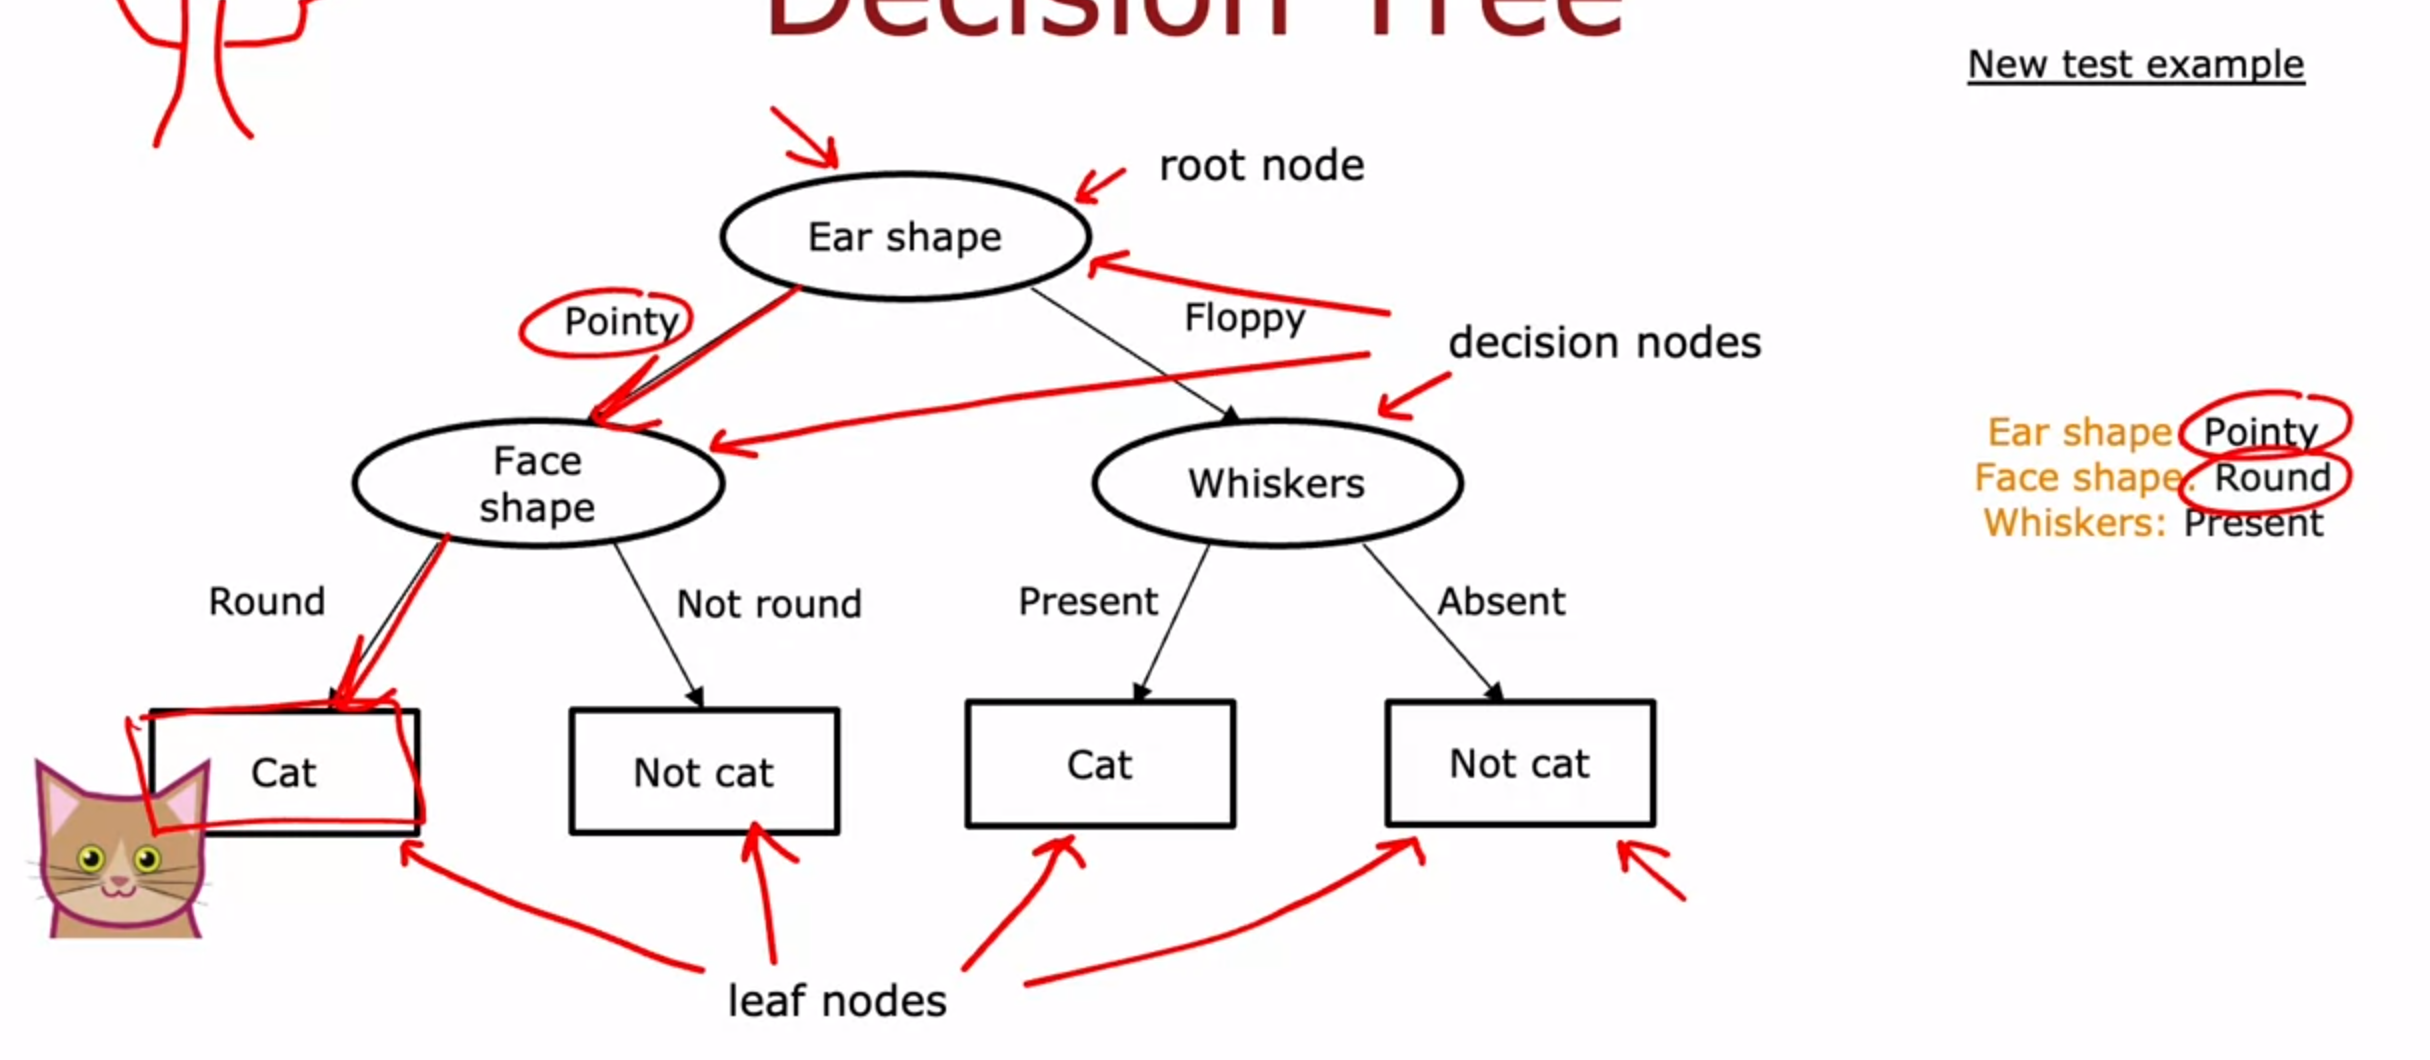 Decision Tree
New test example
root node
Ear shape
Pointy
Floppy
decision nodes
Face
shape
Whiskers
Ear shape Pointy
Face shape: Round
Whiskers: Present
Round
Not round
Present
Absent
Cat
Not cat
Cat
Not cat
leaf nodes